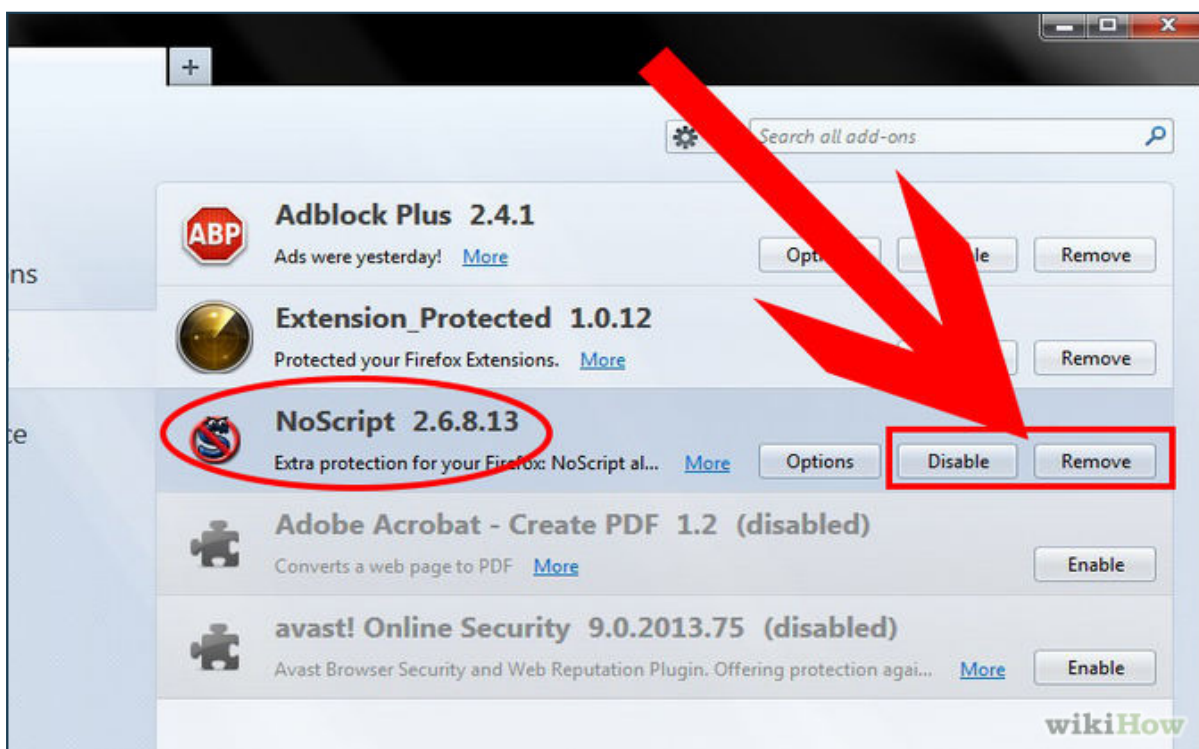 +
Search all add-ons
ABP
Adblock Plus 2.4.1
Ads were yesterday! More
Remove
ns
Extension_Protected 1.0.12
Protected your Firefox Extensions. More
Remove
NoScript 2.6.8.13
Extra protection for your Firefox: NoScript al... More Options Disable Remove
Adobe Acrobat - Create PDF 1.2 (disabled)
Converts a web page to PDF More Enable
avast! Online Security 9.0.2013.75 (disabled)
Avast Browser Security and Web Reputation Plugin. Offering protection agai... More Enable
wikiHow